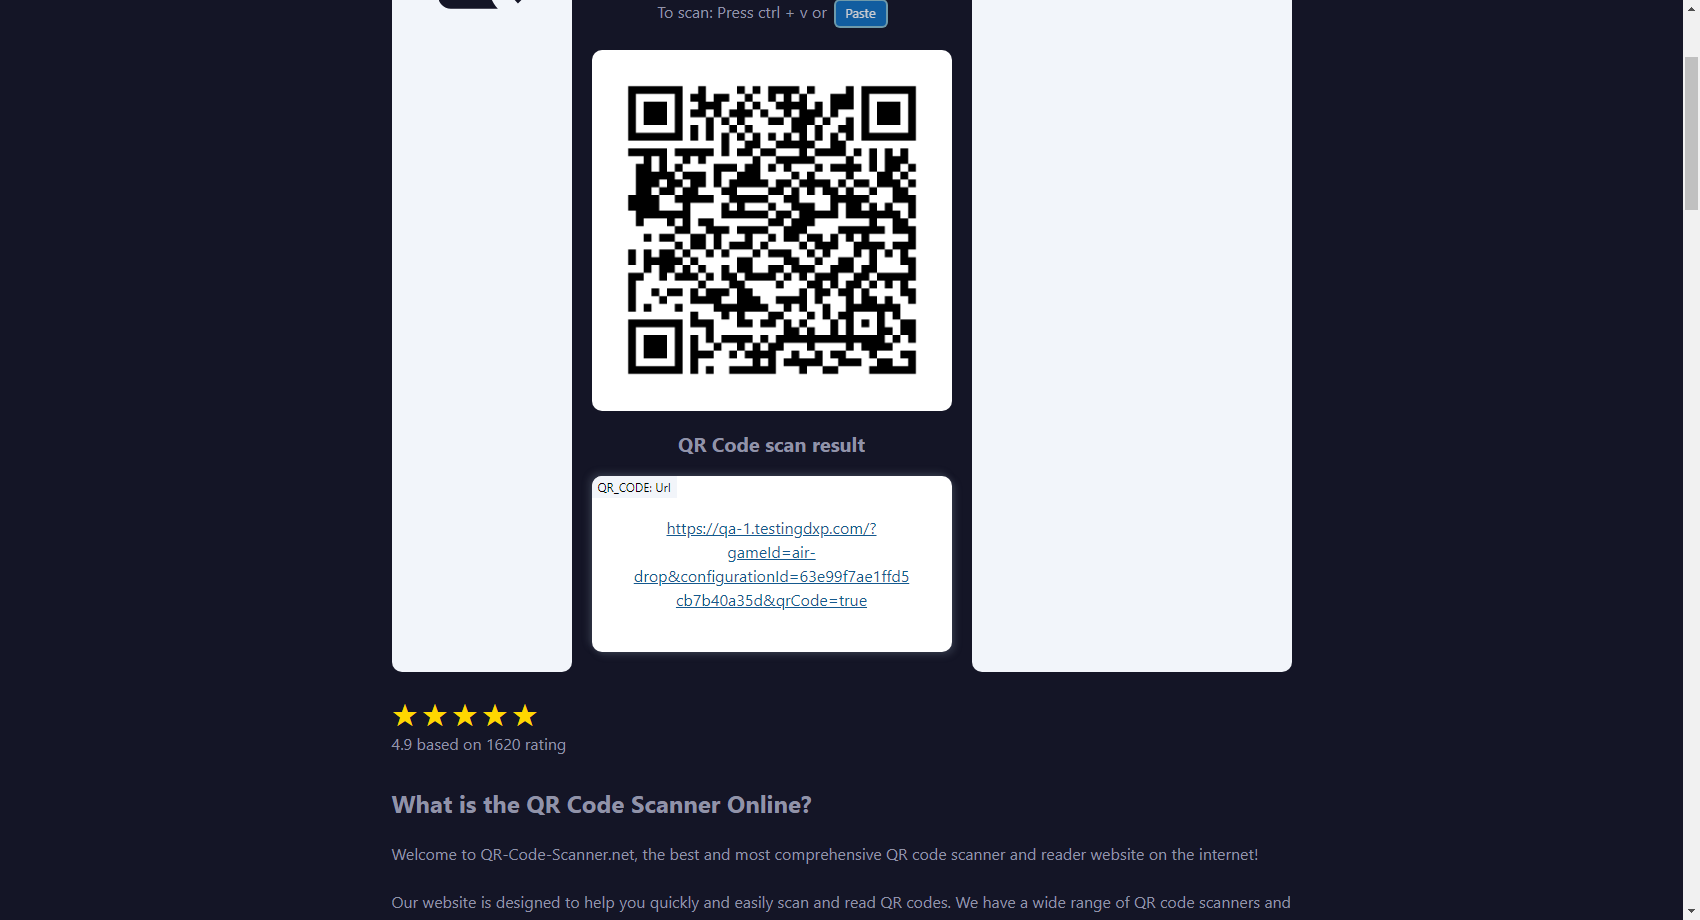 To scan: Press ctrl + v or Paste
QR Code scan result
QR_CODE: Url
https://qa-1.testingdxp.com/?
gameId=air-
drop&configurationId=63e99f7ae1ffd5
cb7b40a35d&qrCode=true
4.9 based on 1620 rating
What is the QR Code Scanner Online?
Welcome to QR-Code-Scanner.net, the best and most comprehensive QR code scanner and reader website on the internet!
Our website is designed to help you quickly and easily scan and read QR codes. We have a wide range of QR code scanners and